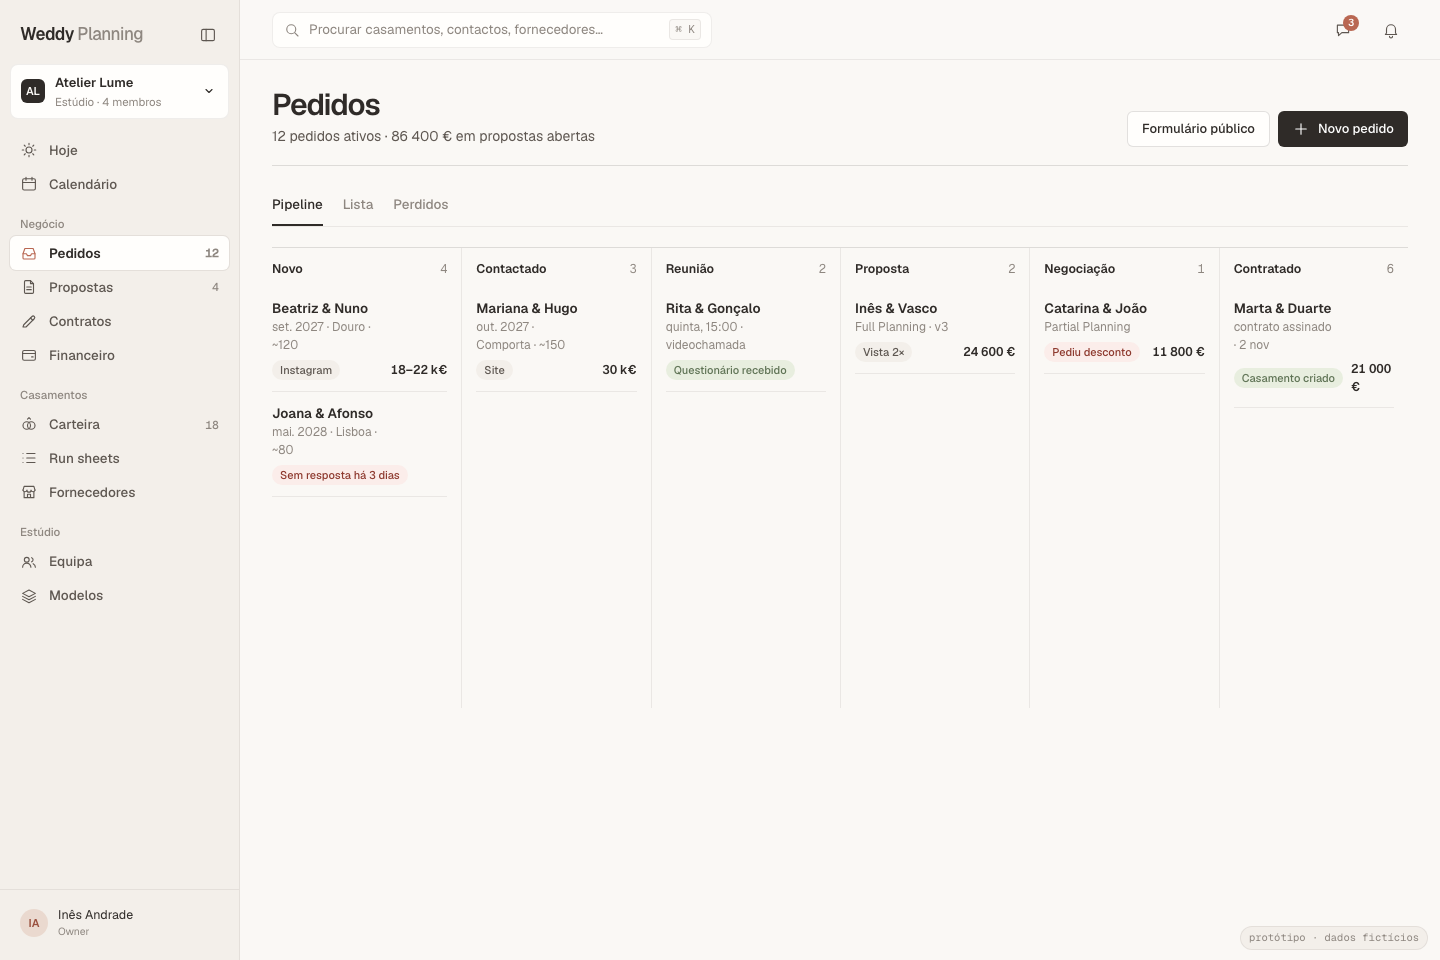 Weddy Planning
AL
Atelier Lume
Estúdio · 4 membros
Hoje
Calendário
Negócio
Pedidos 12
Propostas 4
Contratos
Financeiro
Casamentos
Carteira 18
Run sheets
Fornecedores
Estúdio
Equipa
Modelos
IA
Inês Andrade
Owner
Procurar casamentos, contactos, fornecedores… ⌘ K
3
Pedidos
12 pedidos ativos · 86 400 € em propostas abertas
Formulário público
Novo pedido
Pipeline Lista Perdidos
Novo 4
Beatriz & Nuno
set. 2027 · Douro ·
~120
Instagram 18–22 k€
Joana & Afonso
mai. 2028 · Lisboa ·
~80
Sem resposta há 3 dias
Contactado 3
Mariana & Hugo
out. 2027 ·
Comporta · ~150
Site 30 k€
Reunião 2
Rita & Gonçalo
quinta, 15:00 ·
videochamada
Questionário recebido
Proposta 2
Inês & Vasco
Full Planning · v3
Vista 2× 24 600 €
Negociação 1
Catarina & João
Partial Planning
Pediu desconto 11 800 €
Contratado 6
Marta & Duarte
contrato assinado
· 2 nov
Casamento criado 21 000
€
protótipo · dados fictícios